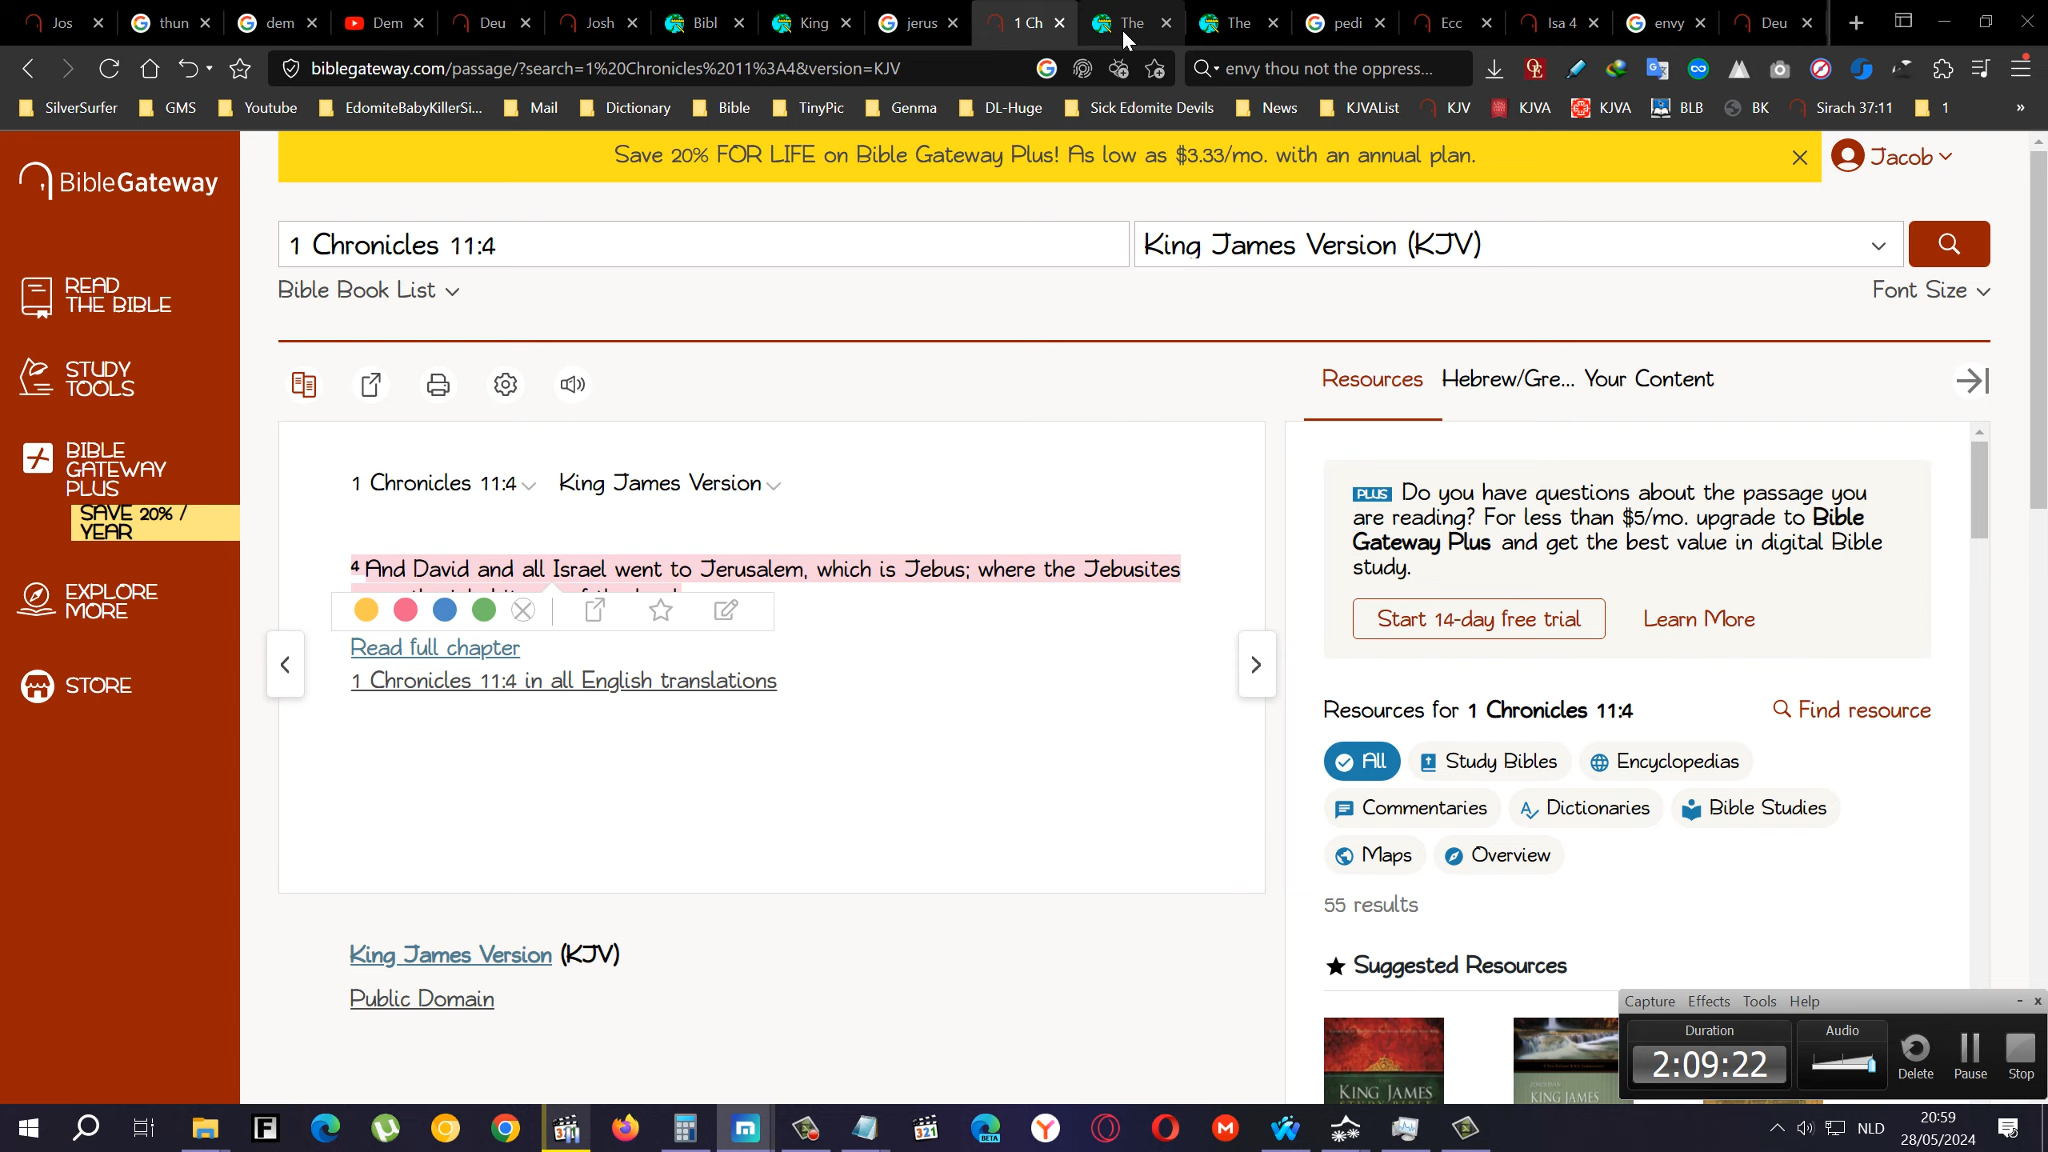 Jos
thun
dem
Dem
Deu
Josh
Bibl
King
jerus
1 Ch
The
The
pedi
Ecc
Isa 4
envy
Deu
biblegateway.com/passage/?search=1%20Chronicles%2011%3A4&version=KJV
envy thou not the oppress...
SilverSurfer
GMS
Youtube
EdomiteBabyKillerSi...
Mail
Dictionary
Bible
TinyPic
Genma
DL-Huge
Sick Edomite Devils
News
KJVAList
KJV
KJVA
KJVA
BLB
BK
Sirach 37:11
1
»
Save 20% FOR LIFE on Bible Gateway Plus! As low as $3.33/mo. with an annual plan.
Jacob
BibleGateway
READ
THE BIBLE
STUDY
TOOLS
BIBLE
GATEWAY
PLUS
SAVE 20% /
YEAR
EXPLORE
MORE
STORE
1 Chronicles 11:4
King James Version (KJV)
Bible Book List
Font Size
Resources
Hebrew/Gre...
Your Content
1 Chronicles 11:4
King James Version
4 And David and all Israel went to Jerusalem, which is Jebus; where the Jebusites
Read full chapter
1 Chronicles 11:4 in all English translations
King James Version (KJV)
Public Domain
PLUS Do you have questions about the passage you
are reading? For less than $5/mo. upgrade to Bible
Gateway Plus and get the best value in digital Bible
study.
Start 14-day free trial
Learn More
Resources for 1 Chronicles 11:4
Find resource
All
Study Bibles
Encyclopedias
Commentaries
Dictionaries
Bible Studies
Maps
Overview
55 results
Suggested Resources
KING JAMES
KING JAMES
Capture Effects Tools Help
Duration
Audio
2:09:22
Delete
Pause
Stop
321
BETA
NLD
20:59
28/05/2024